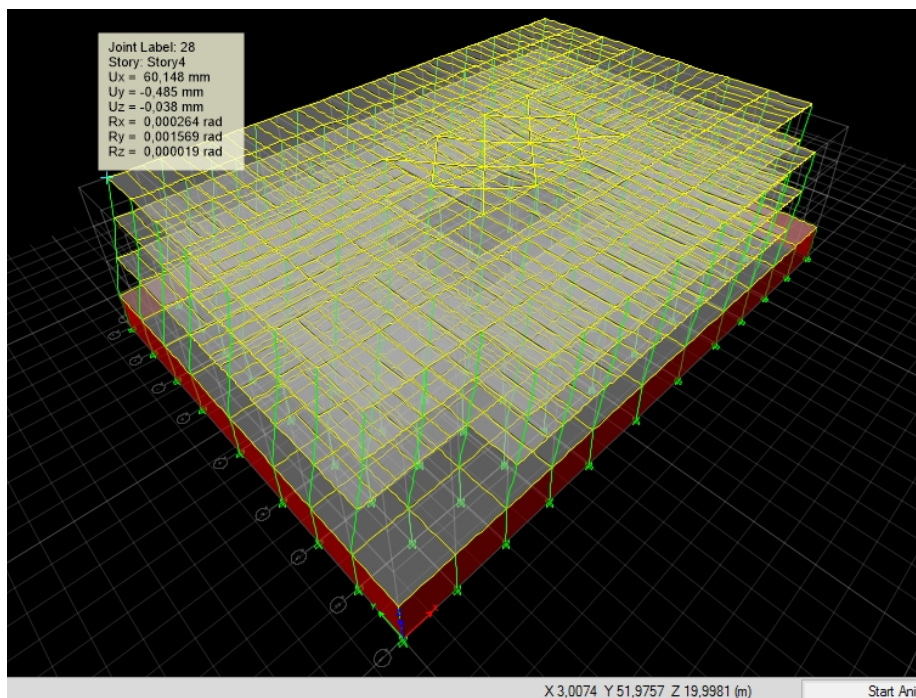 Joint Label: 28
Story: Story4
Ux = 60,148 mm
Uy = -0,485 mm
Uz = -0,038 mm
Rx = 0,000264 rad
Ry = 0,001569 rad
Rz = 0,000019 rad
X 3,0074 Y 51,9757 Z 19,9981 (m)
Start Ani